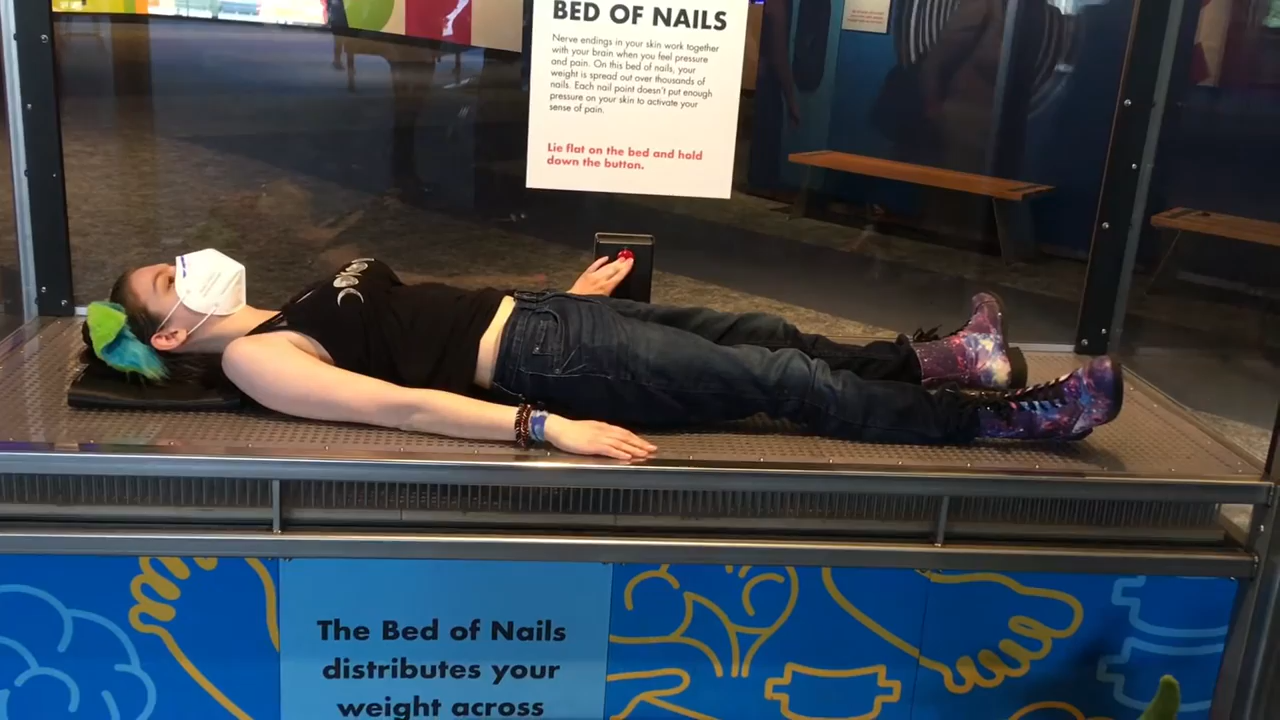 BED OF NAILS
Nerve endings in your skin work together
with your brain when you feel pressure
and pain. On this bed of nails, your
weight is spread out over thousands of
nails. Each nail point doesn't put enough
pressure on your skin to activate your
sense of pain.
Lie flat on the bed and hold
down the button.
The Bed of Nails
distributes your
weight across